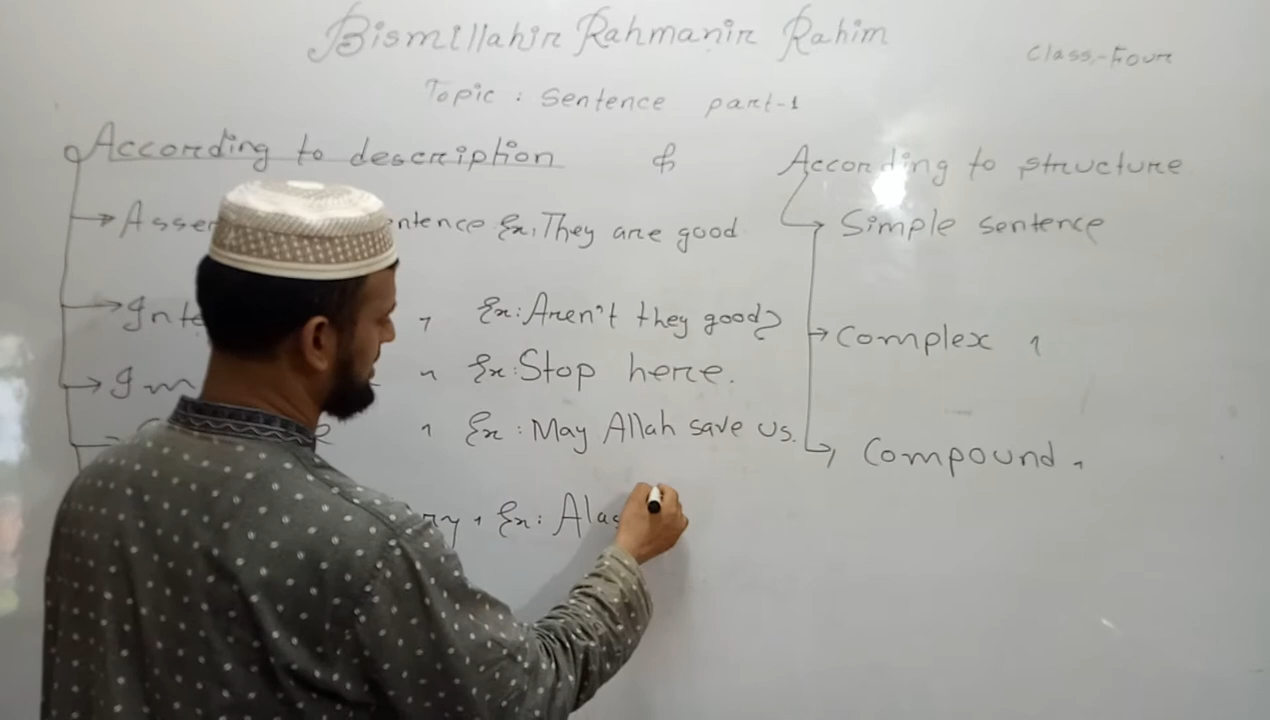 Bismillahir Rahmanir Rahim
Class-Four
Topic : Sentence part-1
According to description & According to structure
Asser ntence Ex: They are good
Simple sentence
Inte " Ex: Aren't they good?
Complex "
Im " Ex: Stop here.
" Ex: May Allah save us.
Compound "
ry " Ex: Alas